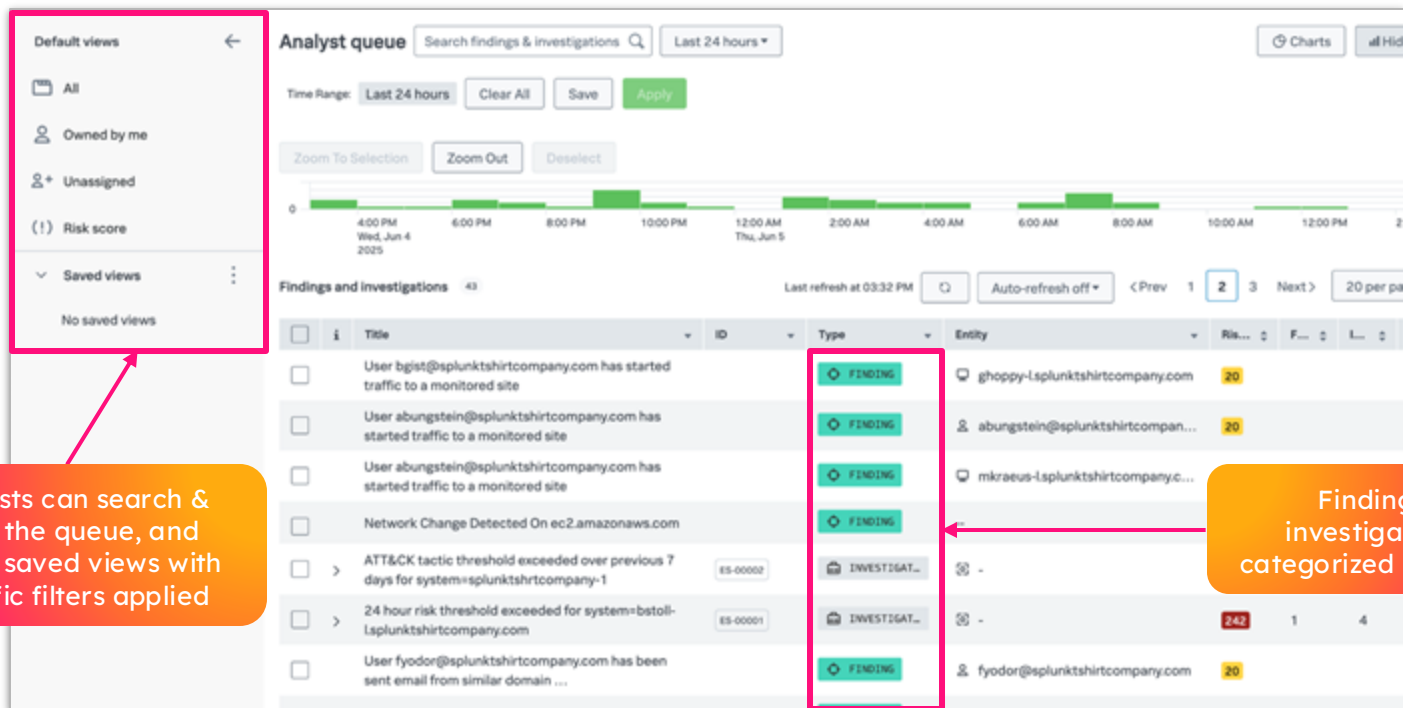 Default views
All
Owned by me
Unassigned
Risk score
Saved views
No saved views
Analyst queue
Search findings & investigations
Last 24 hours
Charts
Hid
Time Range:
Last 24 hours
Clear All
Save
Apply
Zoom To Selection
Zoom Out
Deselect
0
4:00 PM
Wed, Jun 4
2025
6:00 PM
8:00 PM
10:00 PM
12:00 AM
Thu, Jun 5
2:00 AM
4:00 AM
6:00 AM
8:00 AM
10:00 AM
12:00 PM
2
Findings and investigations 43
Last refresh at 03:32 PM
Auto-refresh off
<Prev 1 2 3 Next>
20 per pa
i Title ID Type Entity Ris... F... I...
User bgist@splunktshirtcompany.com has started
traffic to a monitored site
FINDING
ghoppy-l.splunktshirtcompany.com
20
User abungstein@splunktshirtcompany.com has
started traffic to a monitored site
FINDING
abungstein@splunktshirtcompan...
20
User abungstein@splunktshirtcompany.com has
started traffic to a monitored site
FINDING
mkraeus-l.splunktshirtcompany.c...
Network Change Detected On ec2.amazonaws.com
FINDING
ATT&CK tactic threshold exceeded over previous 7
days for system=splunktshrtcompany-1
ES-00002
INVESTIGAT...
-
24 hour risk threshold exceeded for system=bstoll-
l.splunktshirtcompany.com
ES-00001
INVESTIGAT...
-
242
1
4
User fyodor@splunktshirtcompany.com has been
sent email from similar domain ...
FINDING
fyodor@splunktshirtcompany.com
20
sts can search &
the queue, and
saved views with
fic filters applied
Finding
investiga
categorized